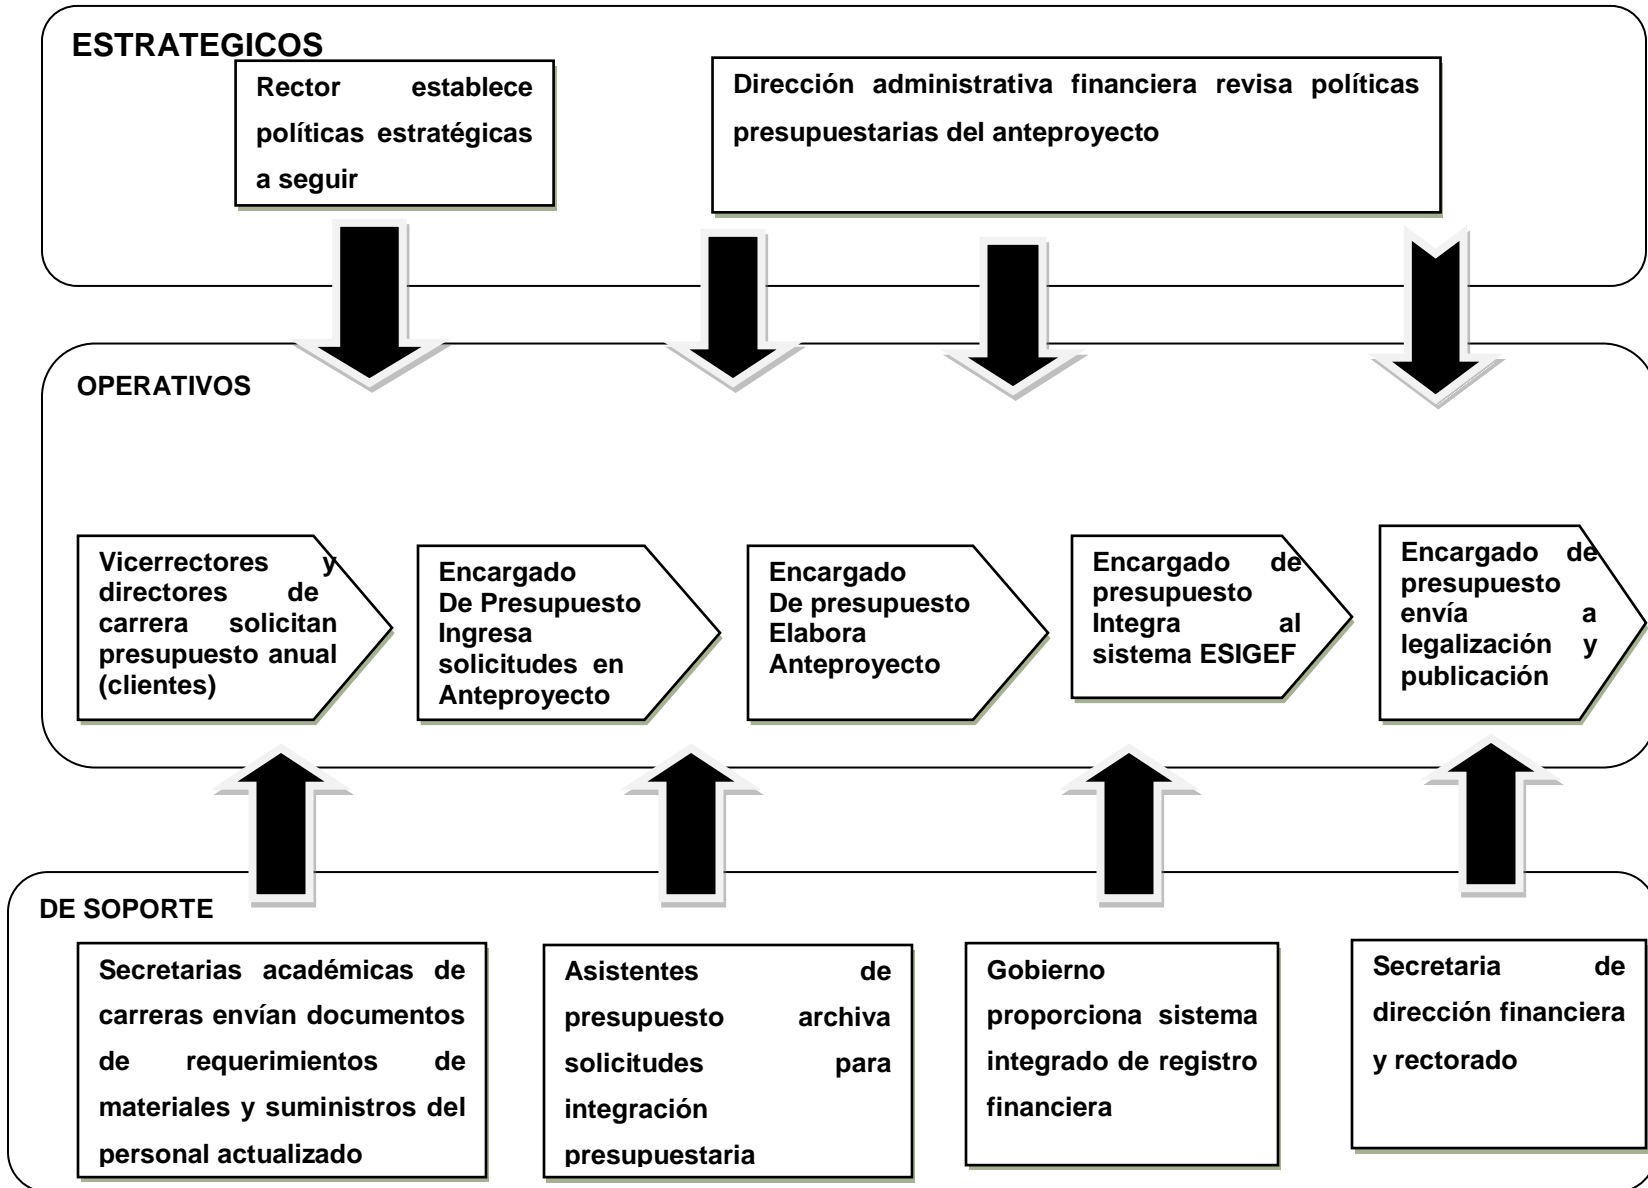 ESTRATEGICOS
Rector establece
políticas estratégicas
a seguir
Dirección administrativa financiera revisa políticas
presupuestarias del anteproyecto
OPERATIVOS
Vicerrectores y
directores de
carrera solicitan
presupuesto anual
(clientes)
Encargado
De Presupuesto
Ingresa
solicitudes en
Anteproyecto
Encargado
De presupuesto
Elabora
Anteproyecto
Encargado de
presupuesto
Integra al
sistema ESIGEF
Encargado de
presupuesto
envía a
legalización y
publicación
DE SOPORTE
Secretarias académicas de
carreras envían documentos
de requerimientos de
materiales y suministros del
personal actualizado
Asistentes de
presupuesto archiva
solicitudes para
integración
presupuestaria
Gobierno
proporciona sistema
integrado de registro
financiera
Secretaria de
dirección financiera
y rectorado